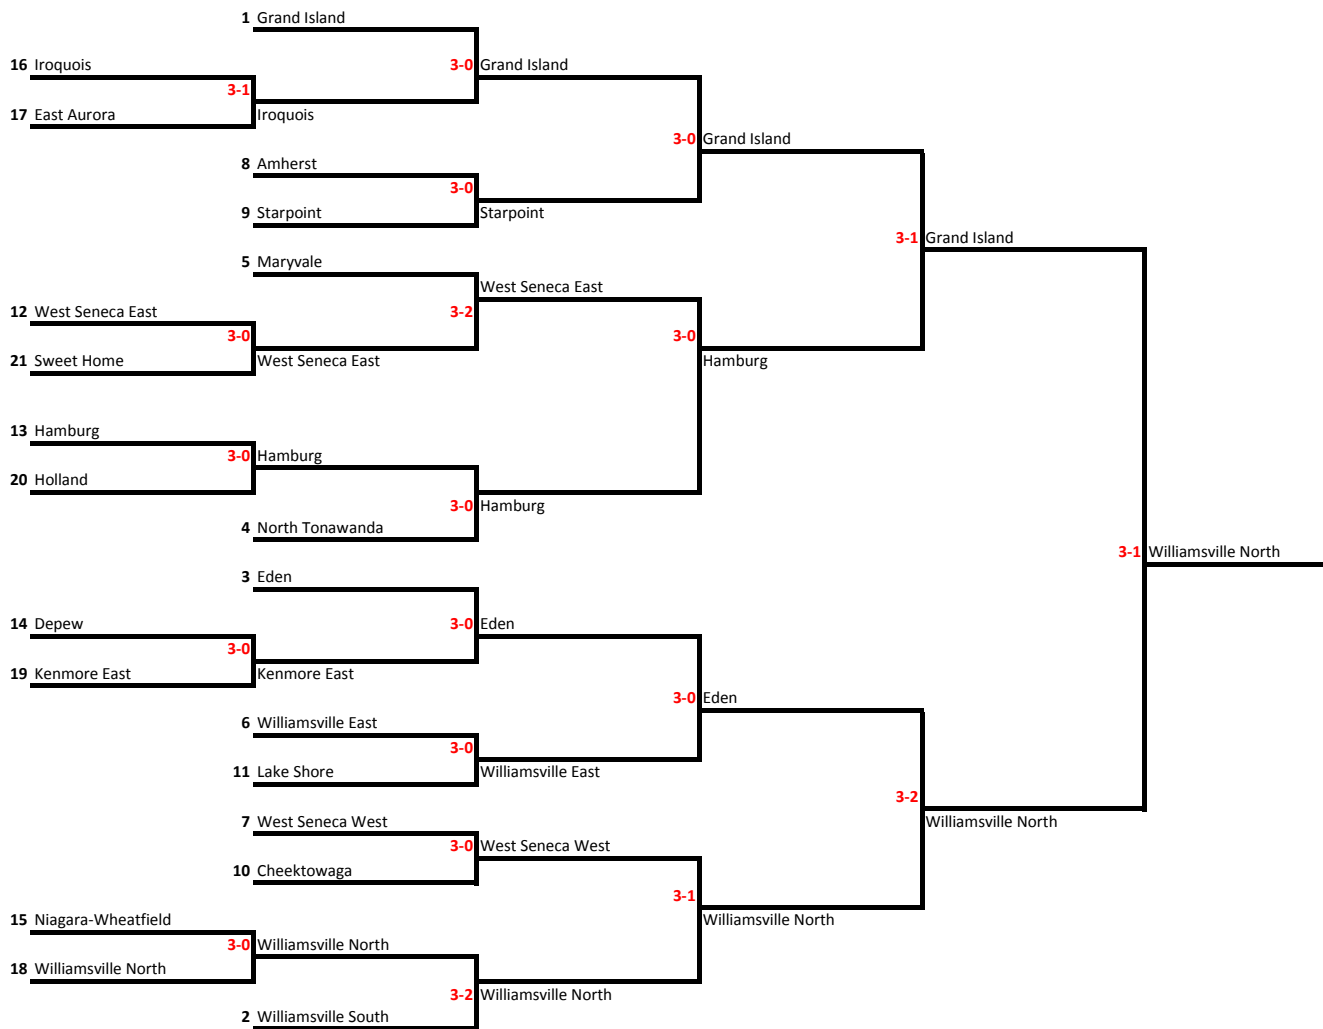 1 Grand Island
16 Iroquois
3-0 Grand Island
3-1
17 East Aurora
Iroquois
3-0 Grand Island
8 Amherst
3-0
9 Starpoint
Starpoint
3-1 Grand Island
5 Maryvale
West Seneca East
12 West Seneca East
3-2
3-0
3-0
21 Sweet Home
West Seneca East
Hamburg
13 Hamburg
3-0 Hamburg
20 Holland
3-0 Hamburg
4 North Tonawanda
3-1 Williamsville North
3 Eden
14 Depew
3-0 Eden
3-0
19 Kenmore East
Kenmore East
3-0 Eden
6 Williamsville East
3-0
11 Lake Shore
Williamsville East
3-2
7 West Seneca West
Williamsville North
3-0 West Seneca West
10 Cheektowaga
3-1
15 Niagara-Wheatfield
Williamsville North
3-0 Williamsville North
18 Williamsville North
3-2 Williamsville North
2 Williamsville South